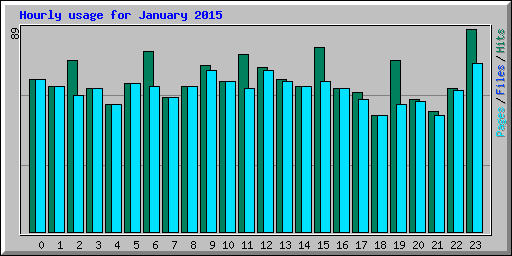 Hourly usage for January 2015
89
Pages/Files/Hits
0 1 2 3 4 5 6 7 8 9 10 11 12 13 14 15 16 17 18 19 20 21 22 23